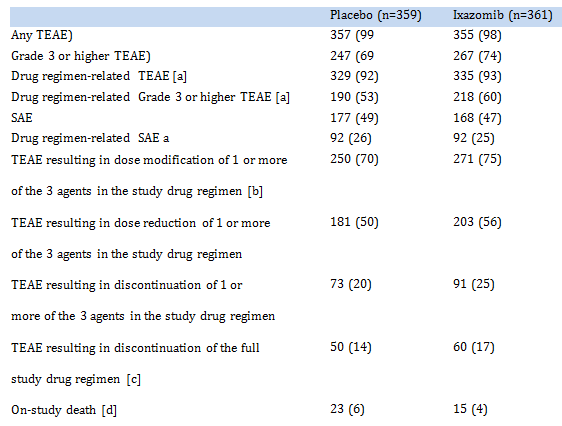 Placebo (n=359) Ixazomib (n=361)
Any TEAE) 357 (99 355 (98)
Grade 3 or higher TEAE) 247 (69 267 (74)
Drug regimen-related TEAE [a] 329 (92) 335 (93)
Drug regimen-related Grade 3 or higher TEAE [a] 190 (53) 218 (60)
SAE 177 (49) 168 (47)
Drug regimen-related SAE a 92 (26) 92 (25)
TEAE resulting in dose modification of 1 or more 250 (70) 271 (75)
of the 3 agents in the study drug regimen [b]
TEAE resulting in dose reduction of 1 or more 181 (50) 203 (56)
of the 3 agents in the study drug regimen
TEAE resulting in discontinuation of 1 or 73 (20) 91 (25)
more of the 3 agents in the study drug regimen
TEAE resulting in discontinuation of the full 50 (14) 60 (17)
study drug regimen [c]
On-study death [d] 23 (6) 15 (4)